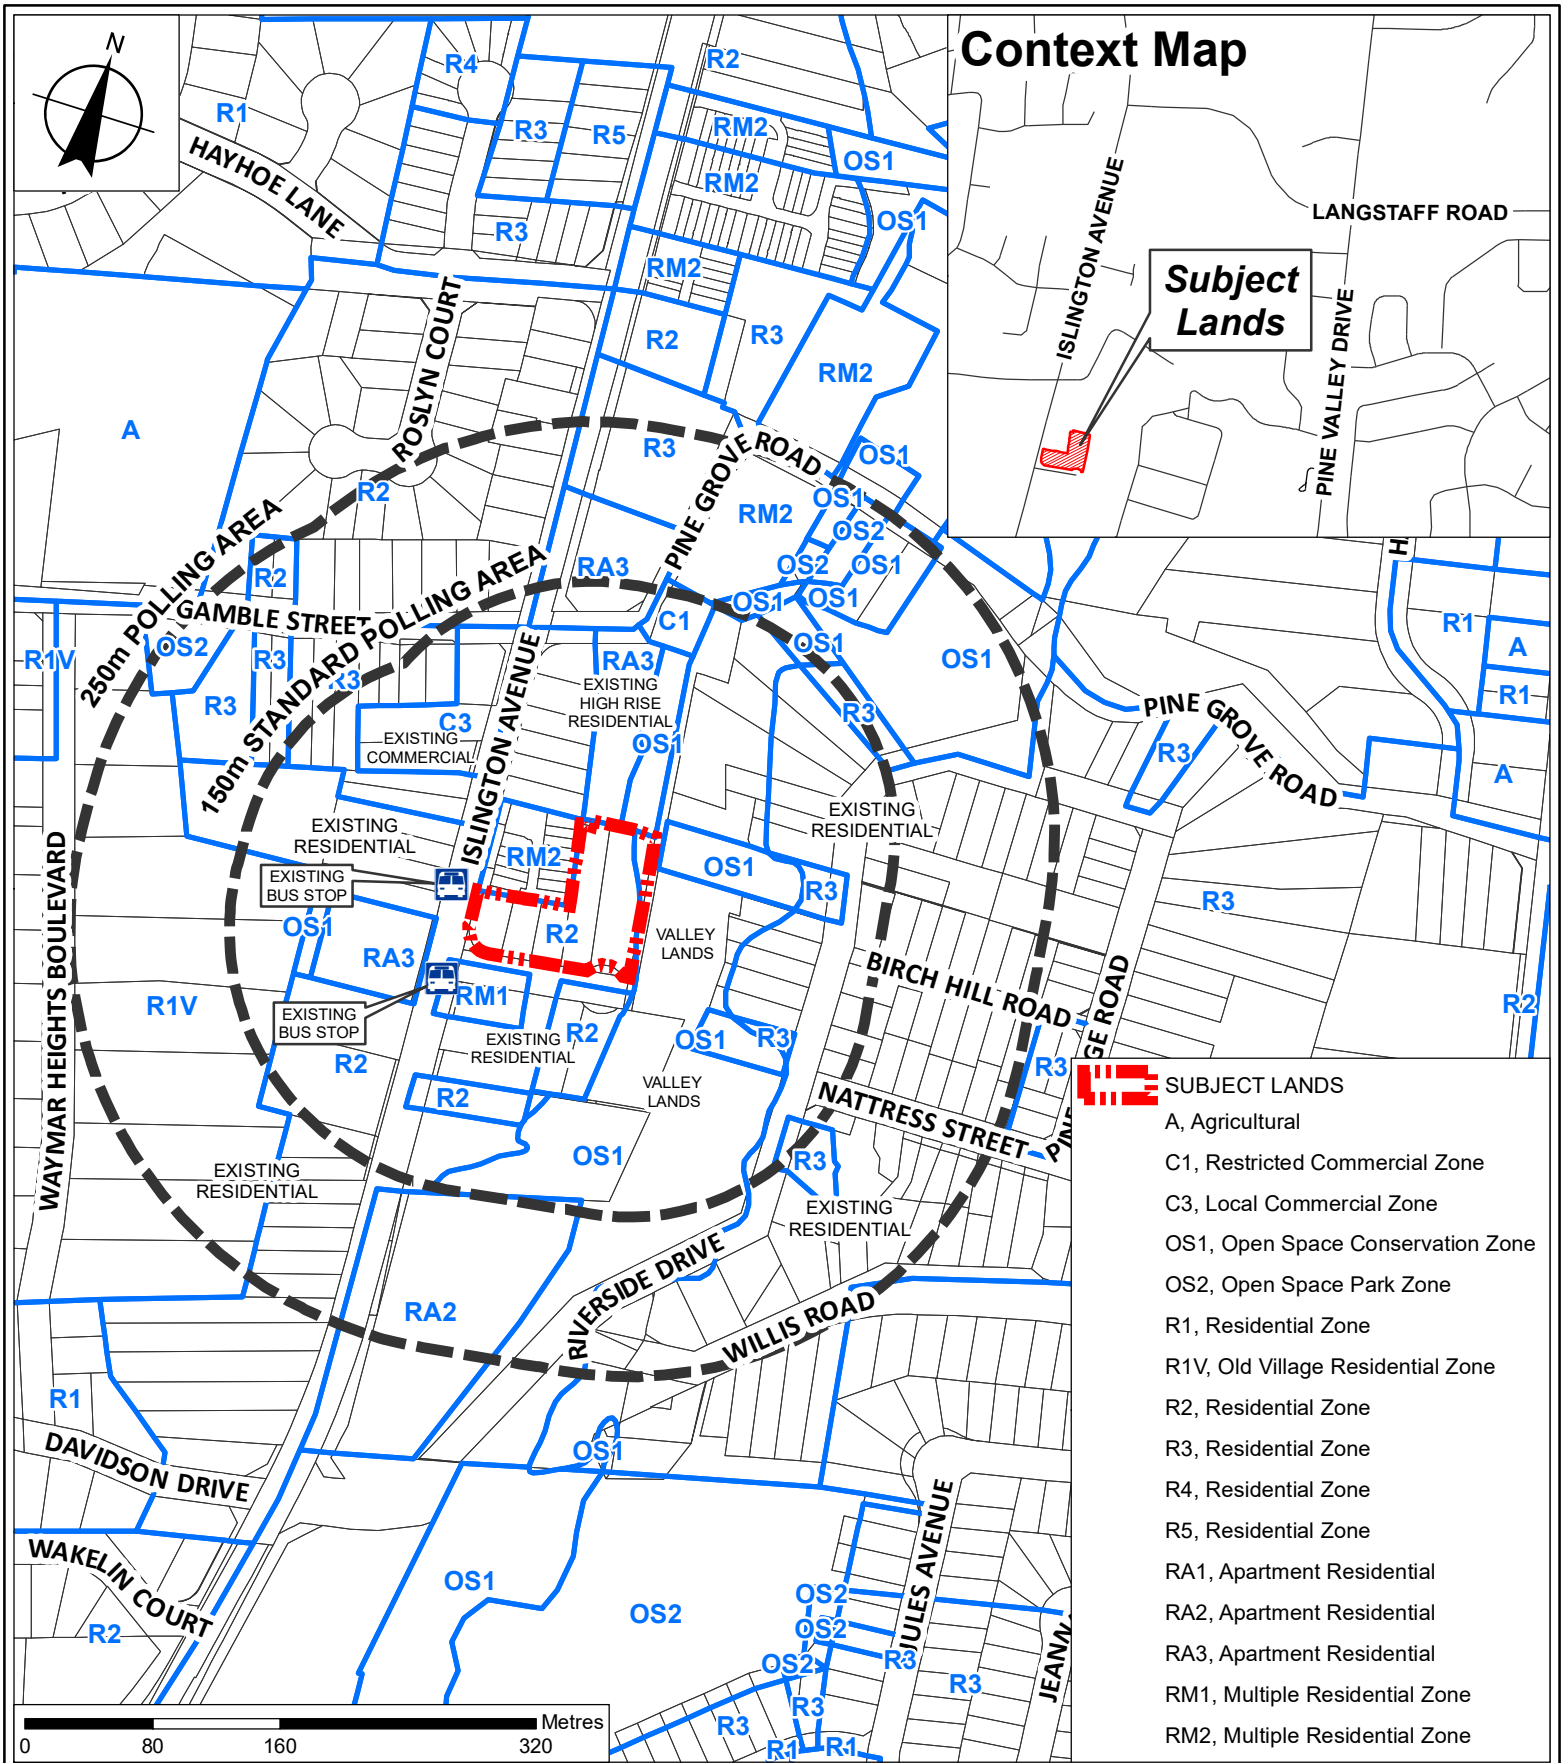 N
Context Map
ISLINGTON AVENUE
LANGSTAFF ROAD
Subject
Lands
PINE VALLEY DRIVE
R4
R2
R1
R3
R5
RM2
OS1
HAYHOE LANE
RM2
R3
OS1
RM2
ROSLYN COURT
R2
R3
RM2
A
R3
PINE GROVE ROAD
OS1
R2
OS1
RM2
OS2
250m POLLING AREA
150m STANDARD POLLING AREA
RA3
OS2
OS1
R2
OS1
OS1
GAMBLE STREET
C1
R1
A
OS2
OS1
R1V
R3
RA3
OS1
R3
EXISTING
HIGH RISE
RESIDENTIAL
R1
R3
C3
R3
PINE GROVE ROAD
EXISTING
COMMERCIAL
OS1
R3
A
ISLINGTON AVENUE
EXISTING
RESIDENTIAL
EXISTING
RESIDENTIAL
WAYMAR HEIGHTS BOULEVARD
RM2
OS1
EXISTING
BUS STOP
R3
R3
OS1
R2
VALLEY
LANDS
RA3
BIRCH HILL ROAD
RM1
R1V
R2
EXISTING
BUS STOP
R2
OS1
R3
EXISTING
RESIDENTIAL
R2
R3
VALLEY
LANDS
R2
NATTRESS STREET
OS1
R3
EXISTING
RESIDENTIAL
EXISTING
RESIDENTIAL
RIVERSIDE DRIVE
RA2
WILLIS ROAD
R1
OS1
DAVIDSON DRIVE
JULES AVENUE
WAKELIN COURT
OS1
OS2
OS2
OS2
R2
R3
OS2
R3
R3
R3
R1
R1
SUBJECT LANDS
A, Agricultural
C1, Restricted Commercial Zone
C3, Local Commercial Zone
OS1, Open Space Conservation Zone
OS2, Open Space Park Zone
R1, Residential Zone
R1V, Old Village Residential Zone
R2, Residential Zone
R3, Residential Zone
R4, Residential Zone
R5, Residential Zone
RA1, Apartment Residential
RA2, Apartment Residential
RA3, Apartment Residential
RM1, Multiple Residential Zone
RM2, Multiple Residential Zone
Metres
0 80 160 320